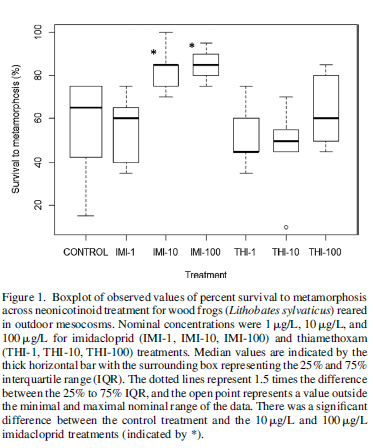 100
80
60
40
20
Survival to metamorphosis (%)
* *
CONTROL IMI-1 IMI-10 IMI-100 THI-1 THI-10 THI-100
Treatment
Figure 1. Boxplot of observed values of percent survival to metamorphosis
across neonicotinoid treatment for wood frogs (Lithobates sylvaticus) reared
in outdoor mesocosms. Nominal concentrations were 1 µg/L, 10 µg/L, and
100 µg/L for imidacloprid (IMI-1, IMI-10, IMI-100) and thiamethoxam
(THI-1, THI-10, THI-100) treatments. Median values are indicated by the
thick horizontal bar with the surrounding box representing the 25% and 75%
interquartile range (IQR). The dotted lines represent 1.5 times the difference
between the 25% to 75% IQR, and the open point represents a value outside
the minimal and maximal nominal range of the data. There was a significant
difference between the control treatment and the 10 µg/L and 100 µg/L
imidacloprid treatments (indicated by *).